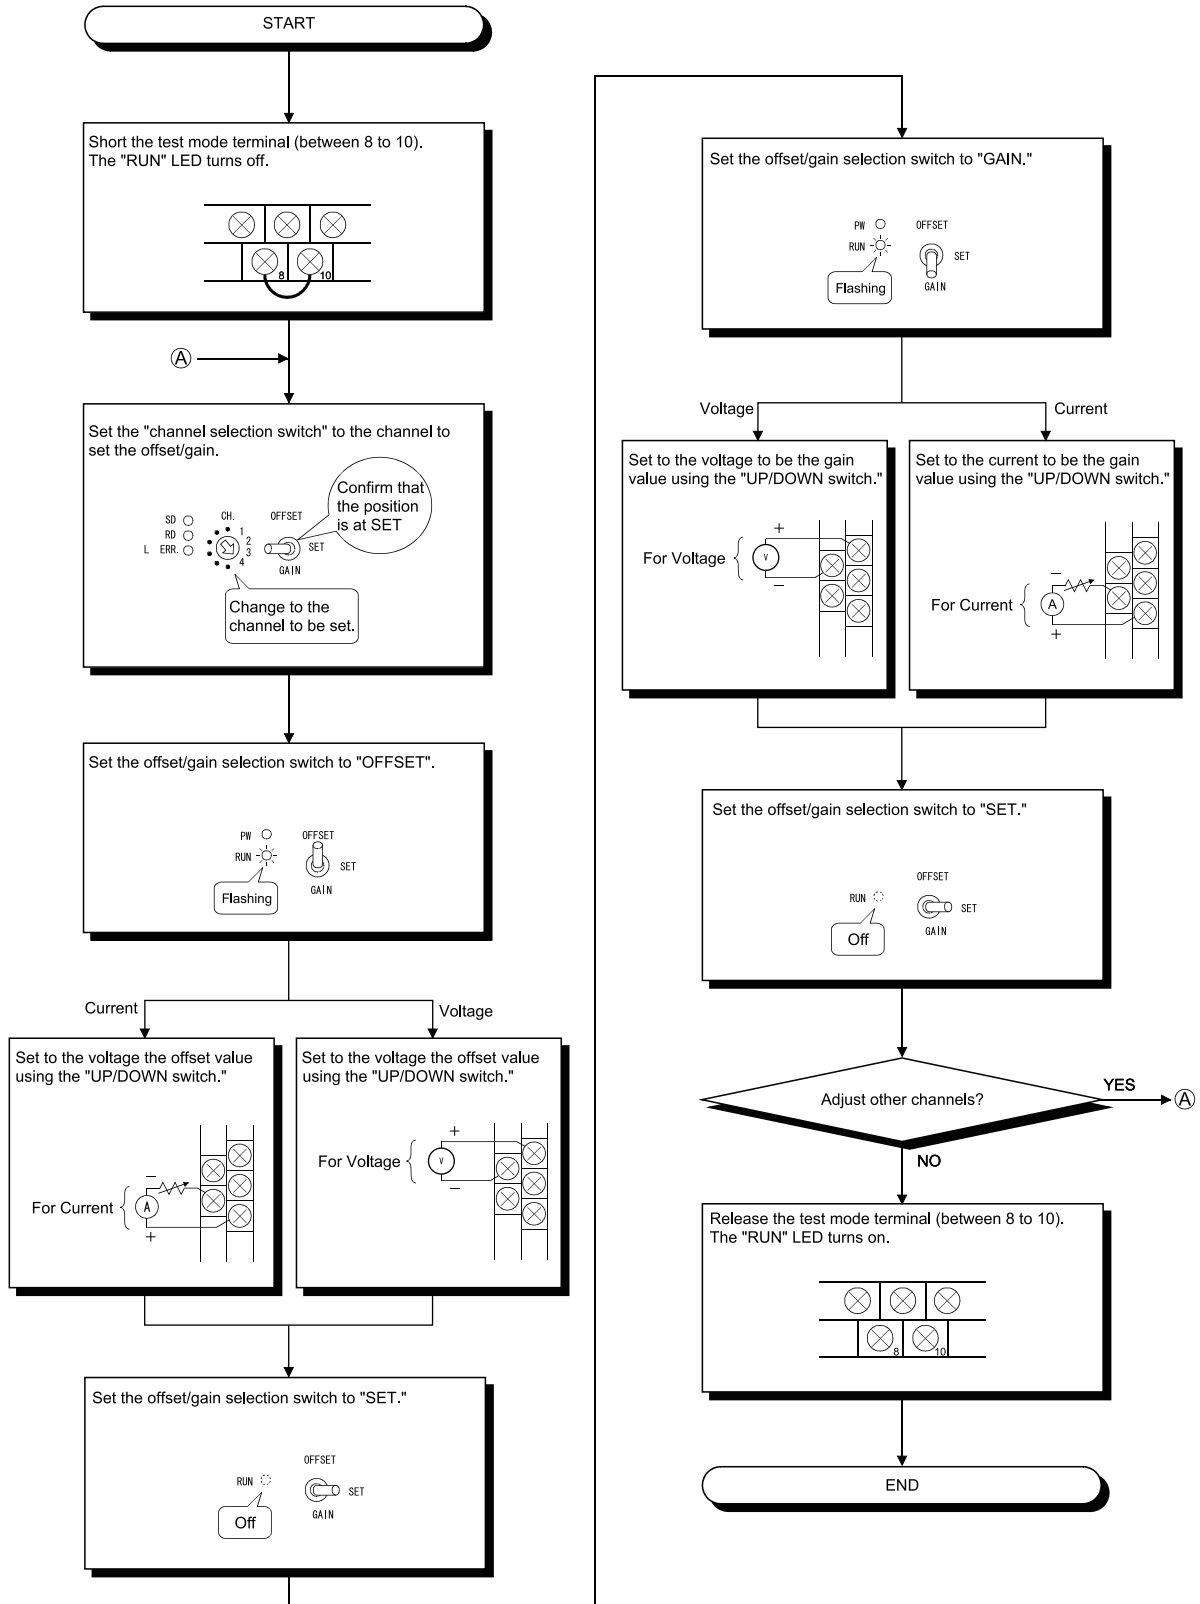 START
Short the test mode terminal (between 8 to 10).
The "RUN" LED turns off.
8
10
A
Set the "channel selection switch" to the channel to
set the offset/gain.
Confirm that
the position
is at SET
SD
RD
L ERR.
CH.
1
2
3
4
OFFSET
SET
GAIN
Change to the
channel to be set.
Set the offset/gain selection switch to "OFFSET".
PW
RUN
OFFSET
SET
GAIN
Flashing
Current
Voltage
Set to the voltage the offset value
using the "UP/DOWN switch."
For Current
−
A
+
Set to the voltage the offset value
using the "UP/DOWN switch."
For Voltage
+
V
−
Set the offset/gain selection switch to "SET."
OFFSET
RUN
SET
GAIN
Off
Set the offset/gain selection switch to "GAIN."
PW
OFFSET
RUN
SET
GAIN
Flashing
Voltage
Current
Set to the voltage to be the gain
value using the "UP/DOWN switch."
For Voltage
+
V
−
Set to the current to be the gain
value using the "UP/DOWN switch."
For Current
−
A
+
Set the offset/gain selection switch to "SET."
OFFSET
RUN
SET
GAIN
Off
Adjust other channels?
YES
A
NO
Release the test mode terminal (between 8 to 10).
The "RUN" LED turns on.
8
10
END